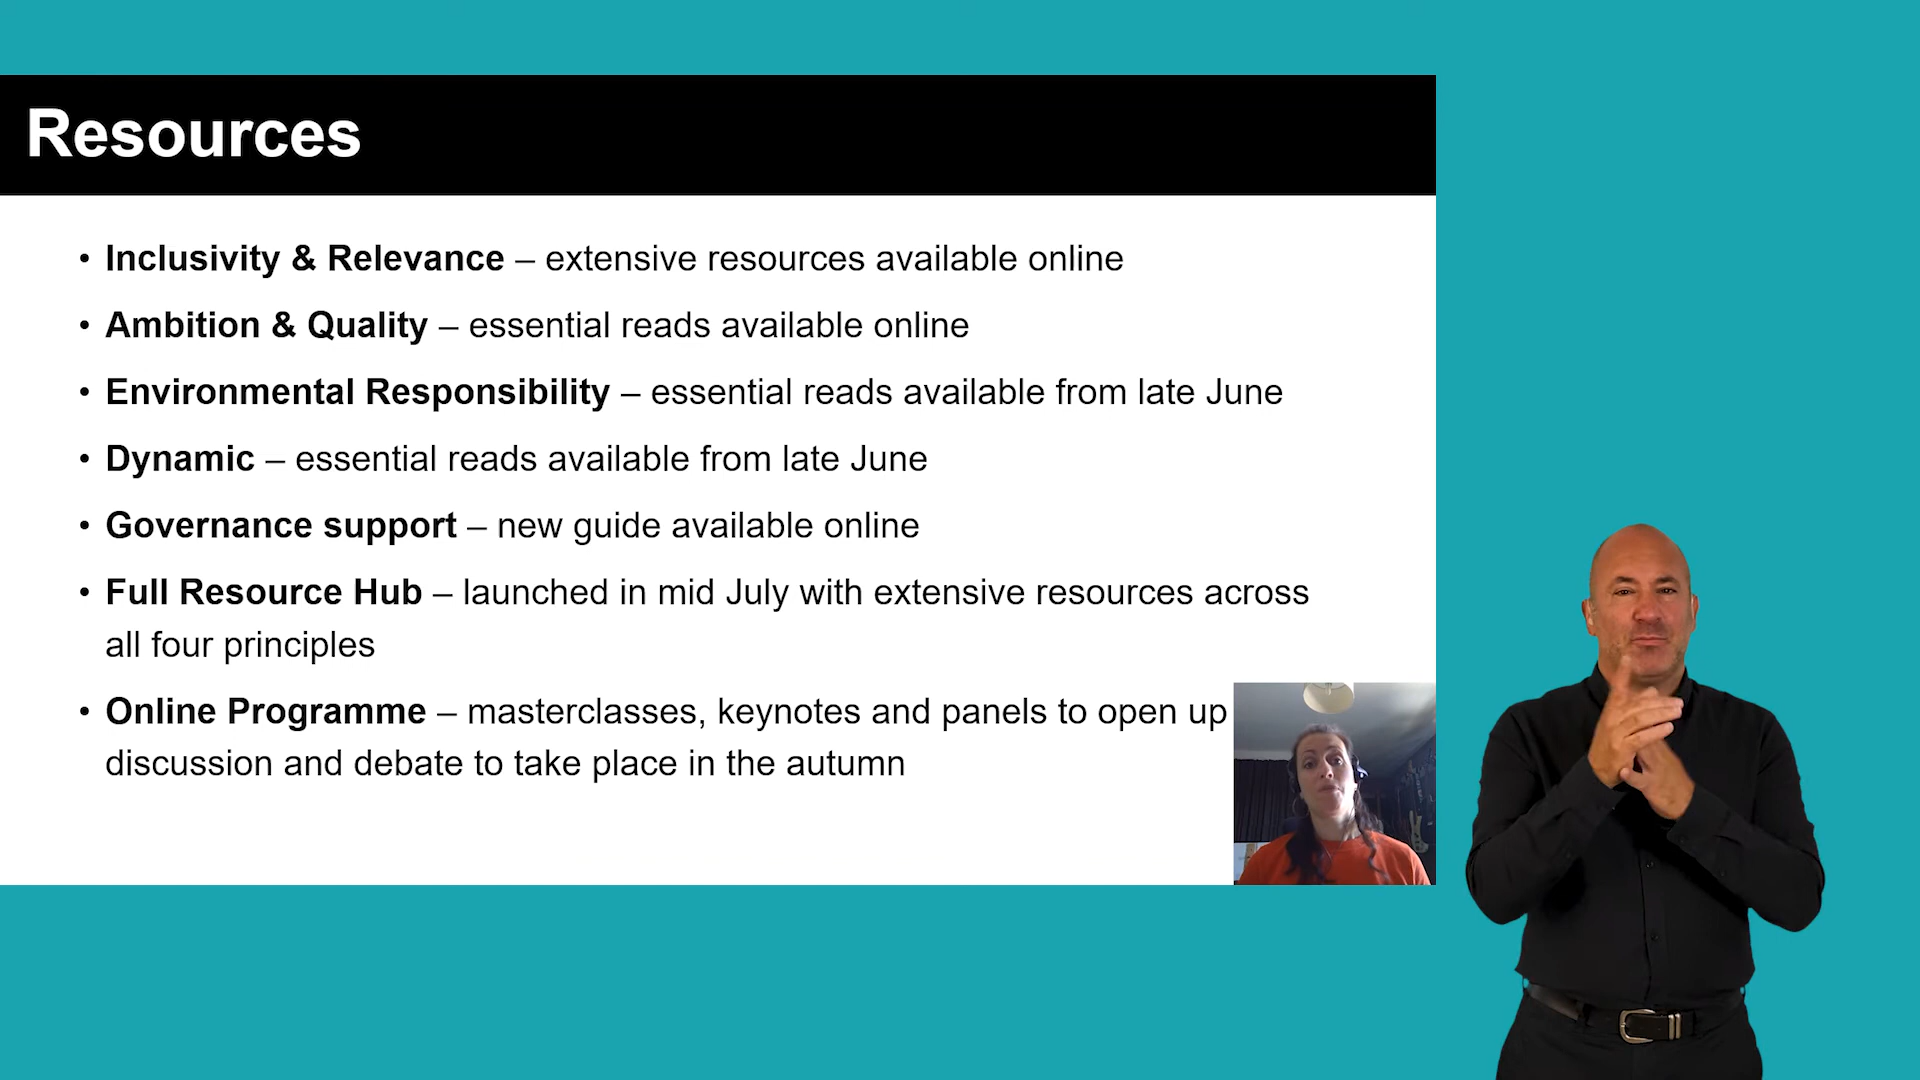 Resources
• Inclusivity & Relevance – extensive resources available online
• Ambition & Quality – essential reads available online
• Environmental Responsibility – essential reads available from late June
• Dynamic – essential reads available from late June
• Governance support – new guide available online
• Full Resource Hub – launched in mid July with extensive resources across
all four principles
• Online Programme – masterclasses, keynotes and panels to open up
discussion and debate to take place in the autumn